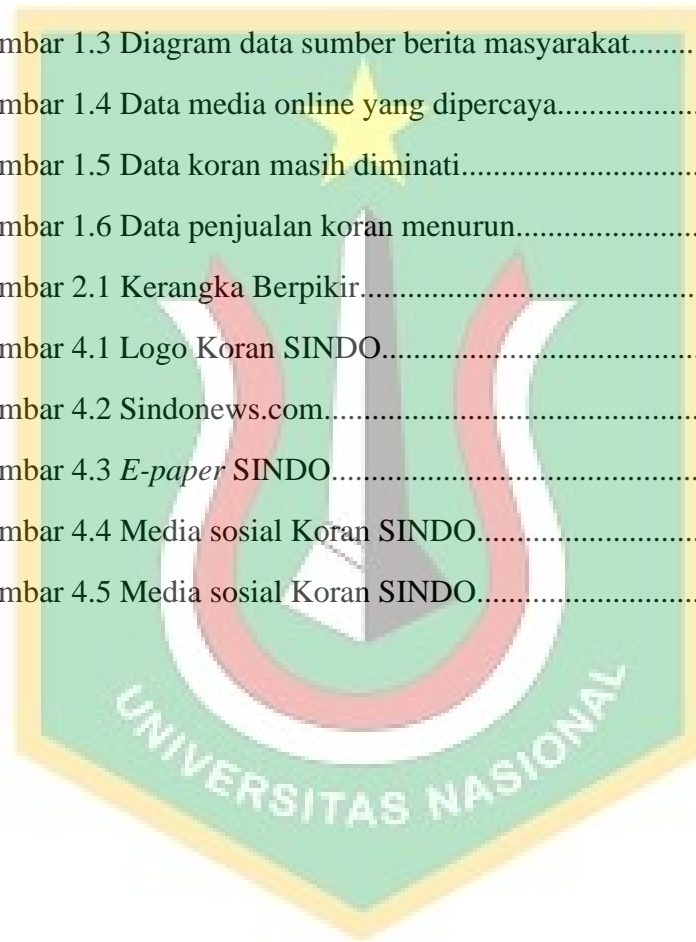 mbar 1.3 Diagram data sumber berita masyarakat........
mbar 1.4 Data media online yang dipercaya.................
mbar 1.5 Data koran masih diminati.............................
mbar 1.6 Data penjualan koran menurun......................
mbar 2.1 Kerangka Berpikir.........................................
mbar 4.1 Logo Koran SINDO......................................
mbar 4.2 Sindonews.com.............................................
mbar 4.3 E-paper SINDO............................................
mbar 4.4 Media sosial Koran SINDO..........................
mbar 4.5 Media sosial Koran SINDO..........................
UNIVERSITAS NASIONAL